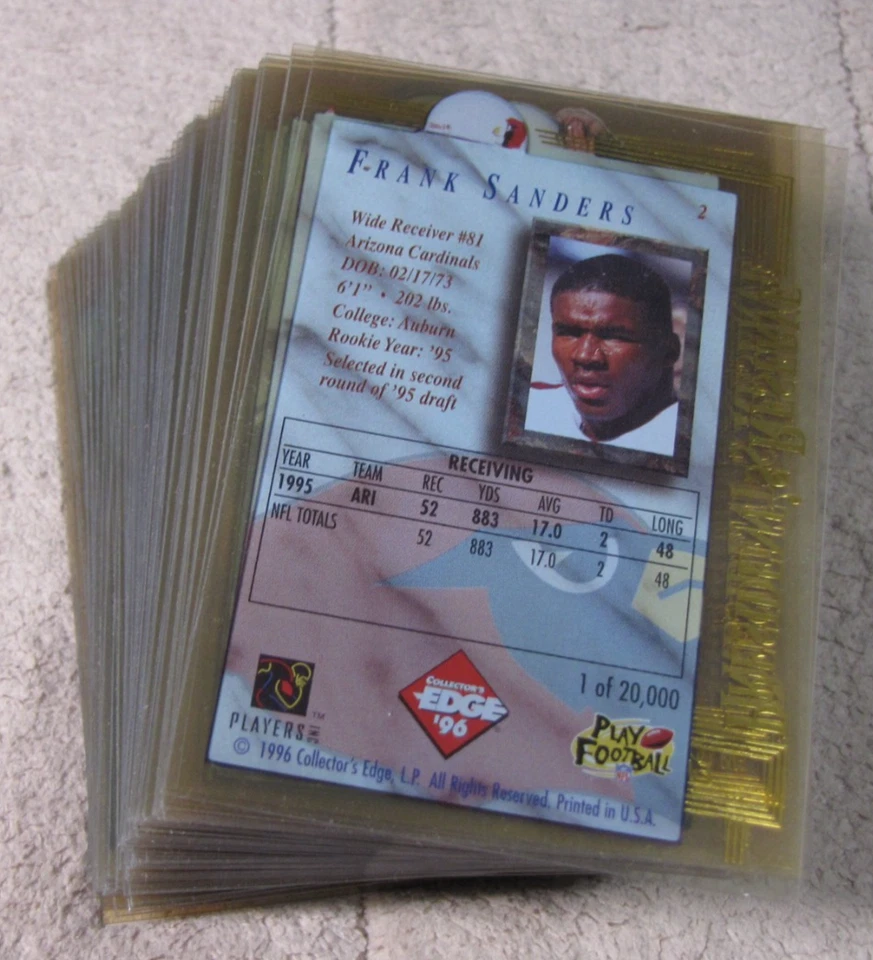 FRANK SANDERS
2
Wide Receiver #81
Arizona Cardinals
DOB: 02/17/73
6'1" • 202 lbs.
College: Auburn
Rookie Year: '95
Selected in second
round of '95 draft
RECEIVING
YEAR TEAM REC YDS AVG TD LONG
1995 ARI 52 883 17.0 2 48
NFL TOTALS 52 883 17.0 2 48
1 of 20,000
PLAYERS INC ™
COLLECTOR'S
EDGE
'96
PLAY
FOOTBALL
© 1996 Collector's Edge, L.P. All Rights Reserved. Printed in U.S.A.